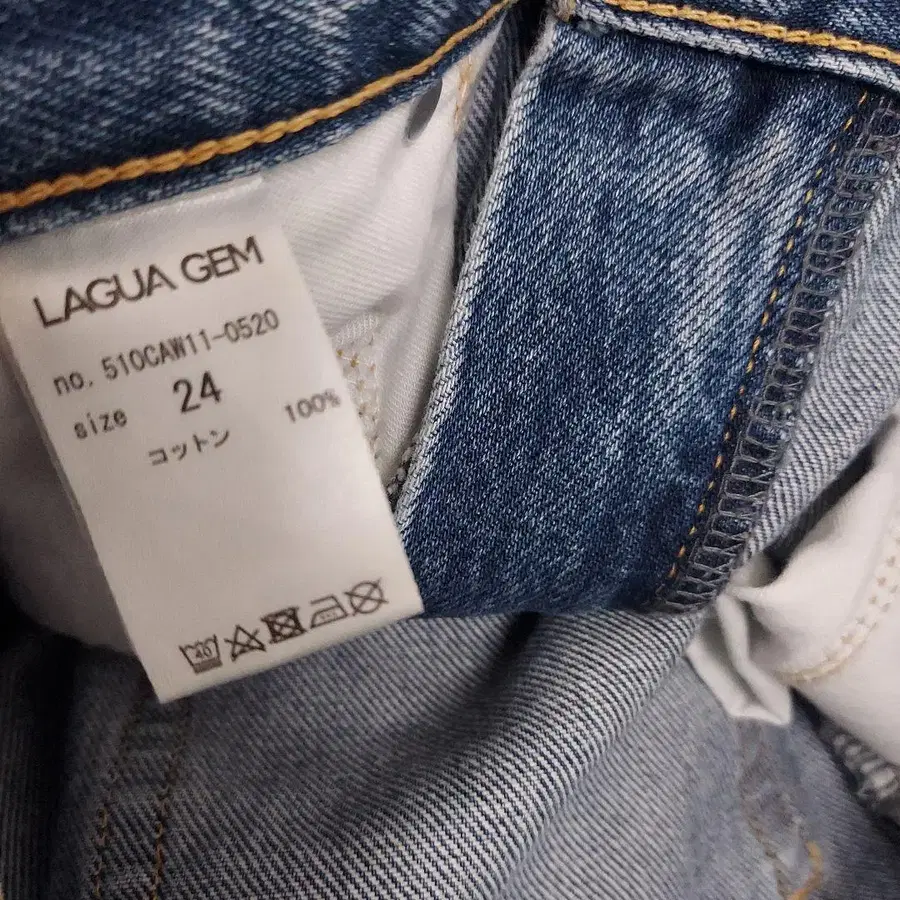 LAGUA GEM
no. 510CAW11-0520
size 24
コットン 100%
40